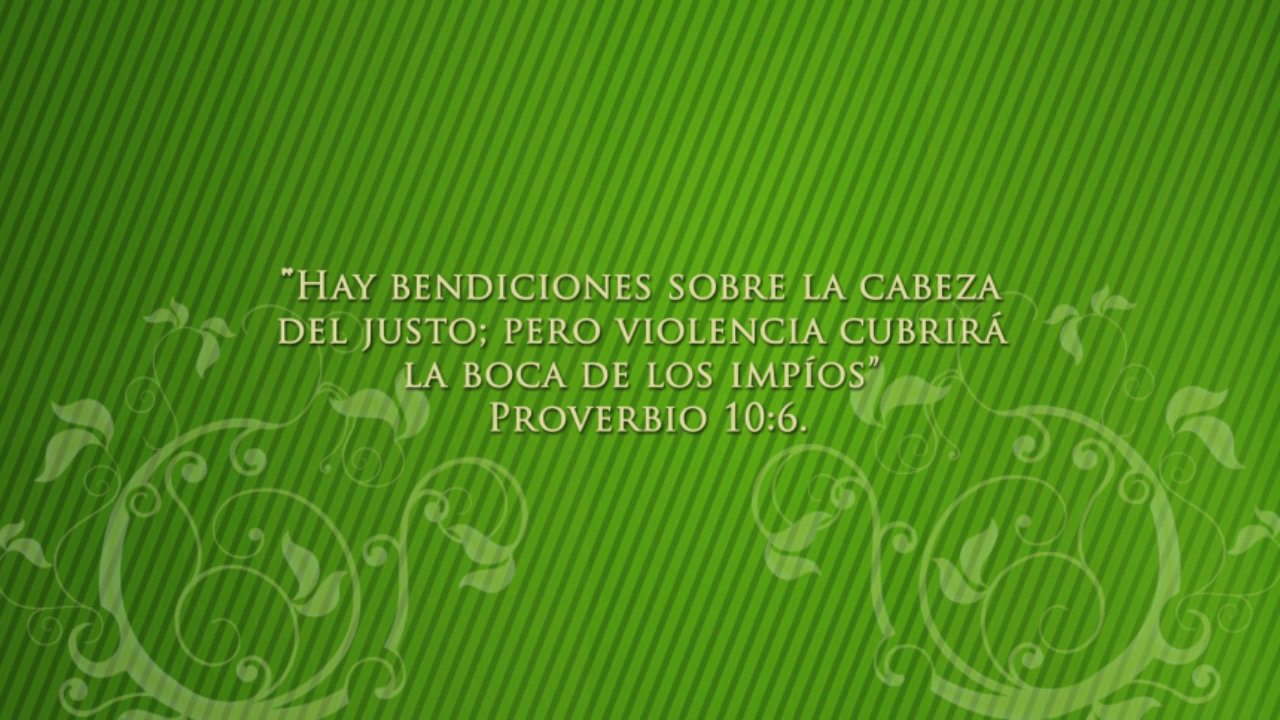 "Hay bendiciones sobre la cabeza
del justo; pero violencia cubrirá
la boca de los impíos”
Proverbio 10:6.